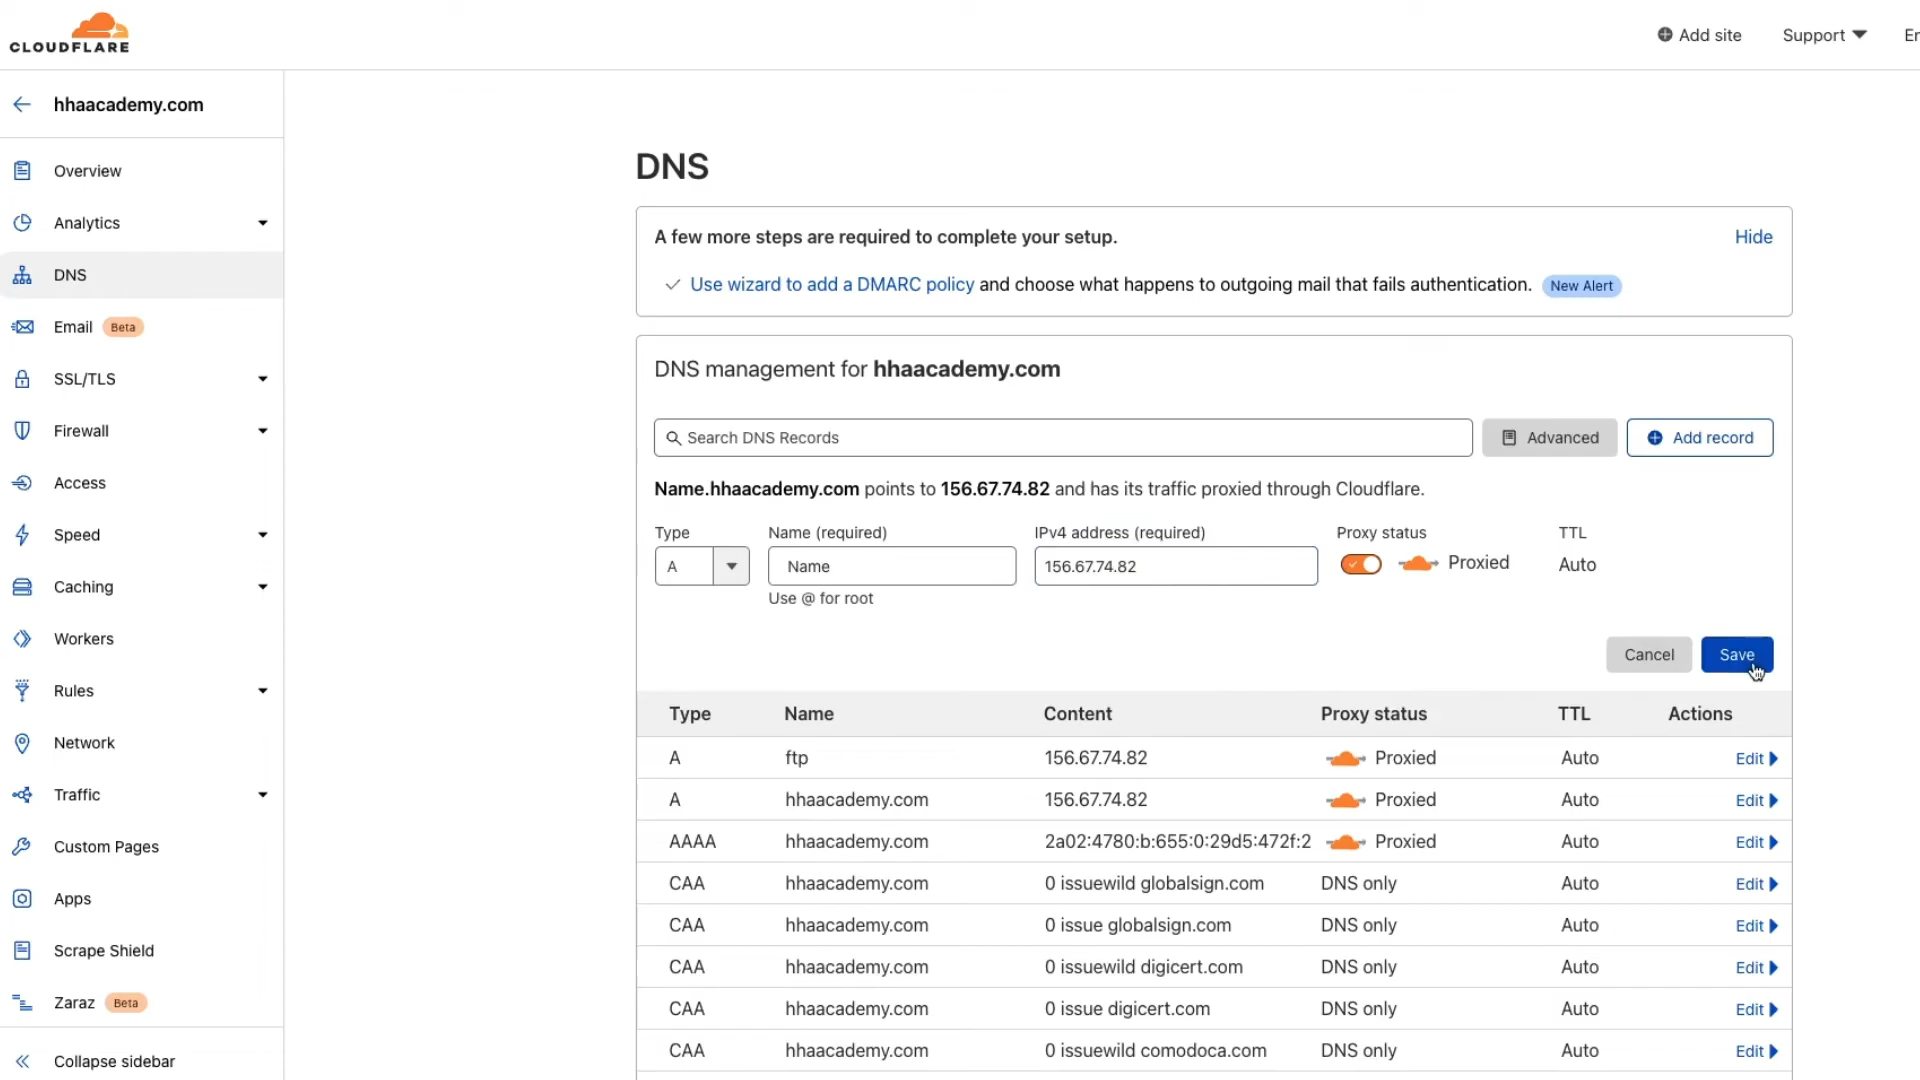 CLOUDFLARE
Add site
Support
En
hhaacademy.com
Overview
Analytics
DNS
Email Beta
SSL/TLS
Firewall
Access
Speed
Caching
Workers
Rules
Network
Traffic
Custom Pages
Apps
Scrape Shield
Zaraz Beta
Collapse sidebar
DNS
A few more steps are required to complete your setup.
Hide
Use wizard to add a DMARC policy and choose what happens to outgoing mail that fails authentication. New Alert
DNS management for hhaacademy.com
Search DNS Records
Advanced
Add record
Name.hhaacademy.com points to 156.67.74.82 and has its traffic proxied through Cloudflare.
Type Name (required) IPv4 address (required) Proxy status TTL
A Name 156.67.74.82 Proxied Auto
Use @ for root
Cancel Save
Type Name Content Proxy status TTL Actions
A ftp 156.67.74.82 Proxied Auto Edit
A hhaacademy.com 156.67.74.82 Proxied Auto Edit
AAAA hhaacademy.com 2a02:4780:b:655:0:29d5:472f:2 Proxied Auto Edit
CAA hhaacademy.com 0 issuewild globalsign.com DNS only Auto Edit
CAA hhaacademy.com 0 issue globalsign.com DNS only Auto Edit
CAA hhaacademy.com 0 issuewild digicert.com DNS only Auto Edit
CAA hhaacademy.com 0 issue digicert.com DNS only Auto Edit
CAA hhaacademy.com 0 issuewild comodoca.com DNS only Auto Edit